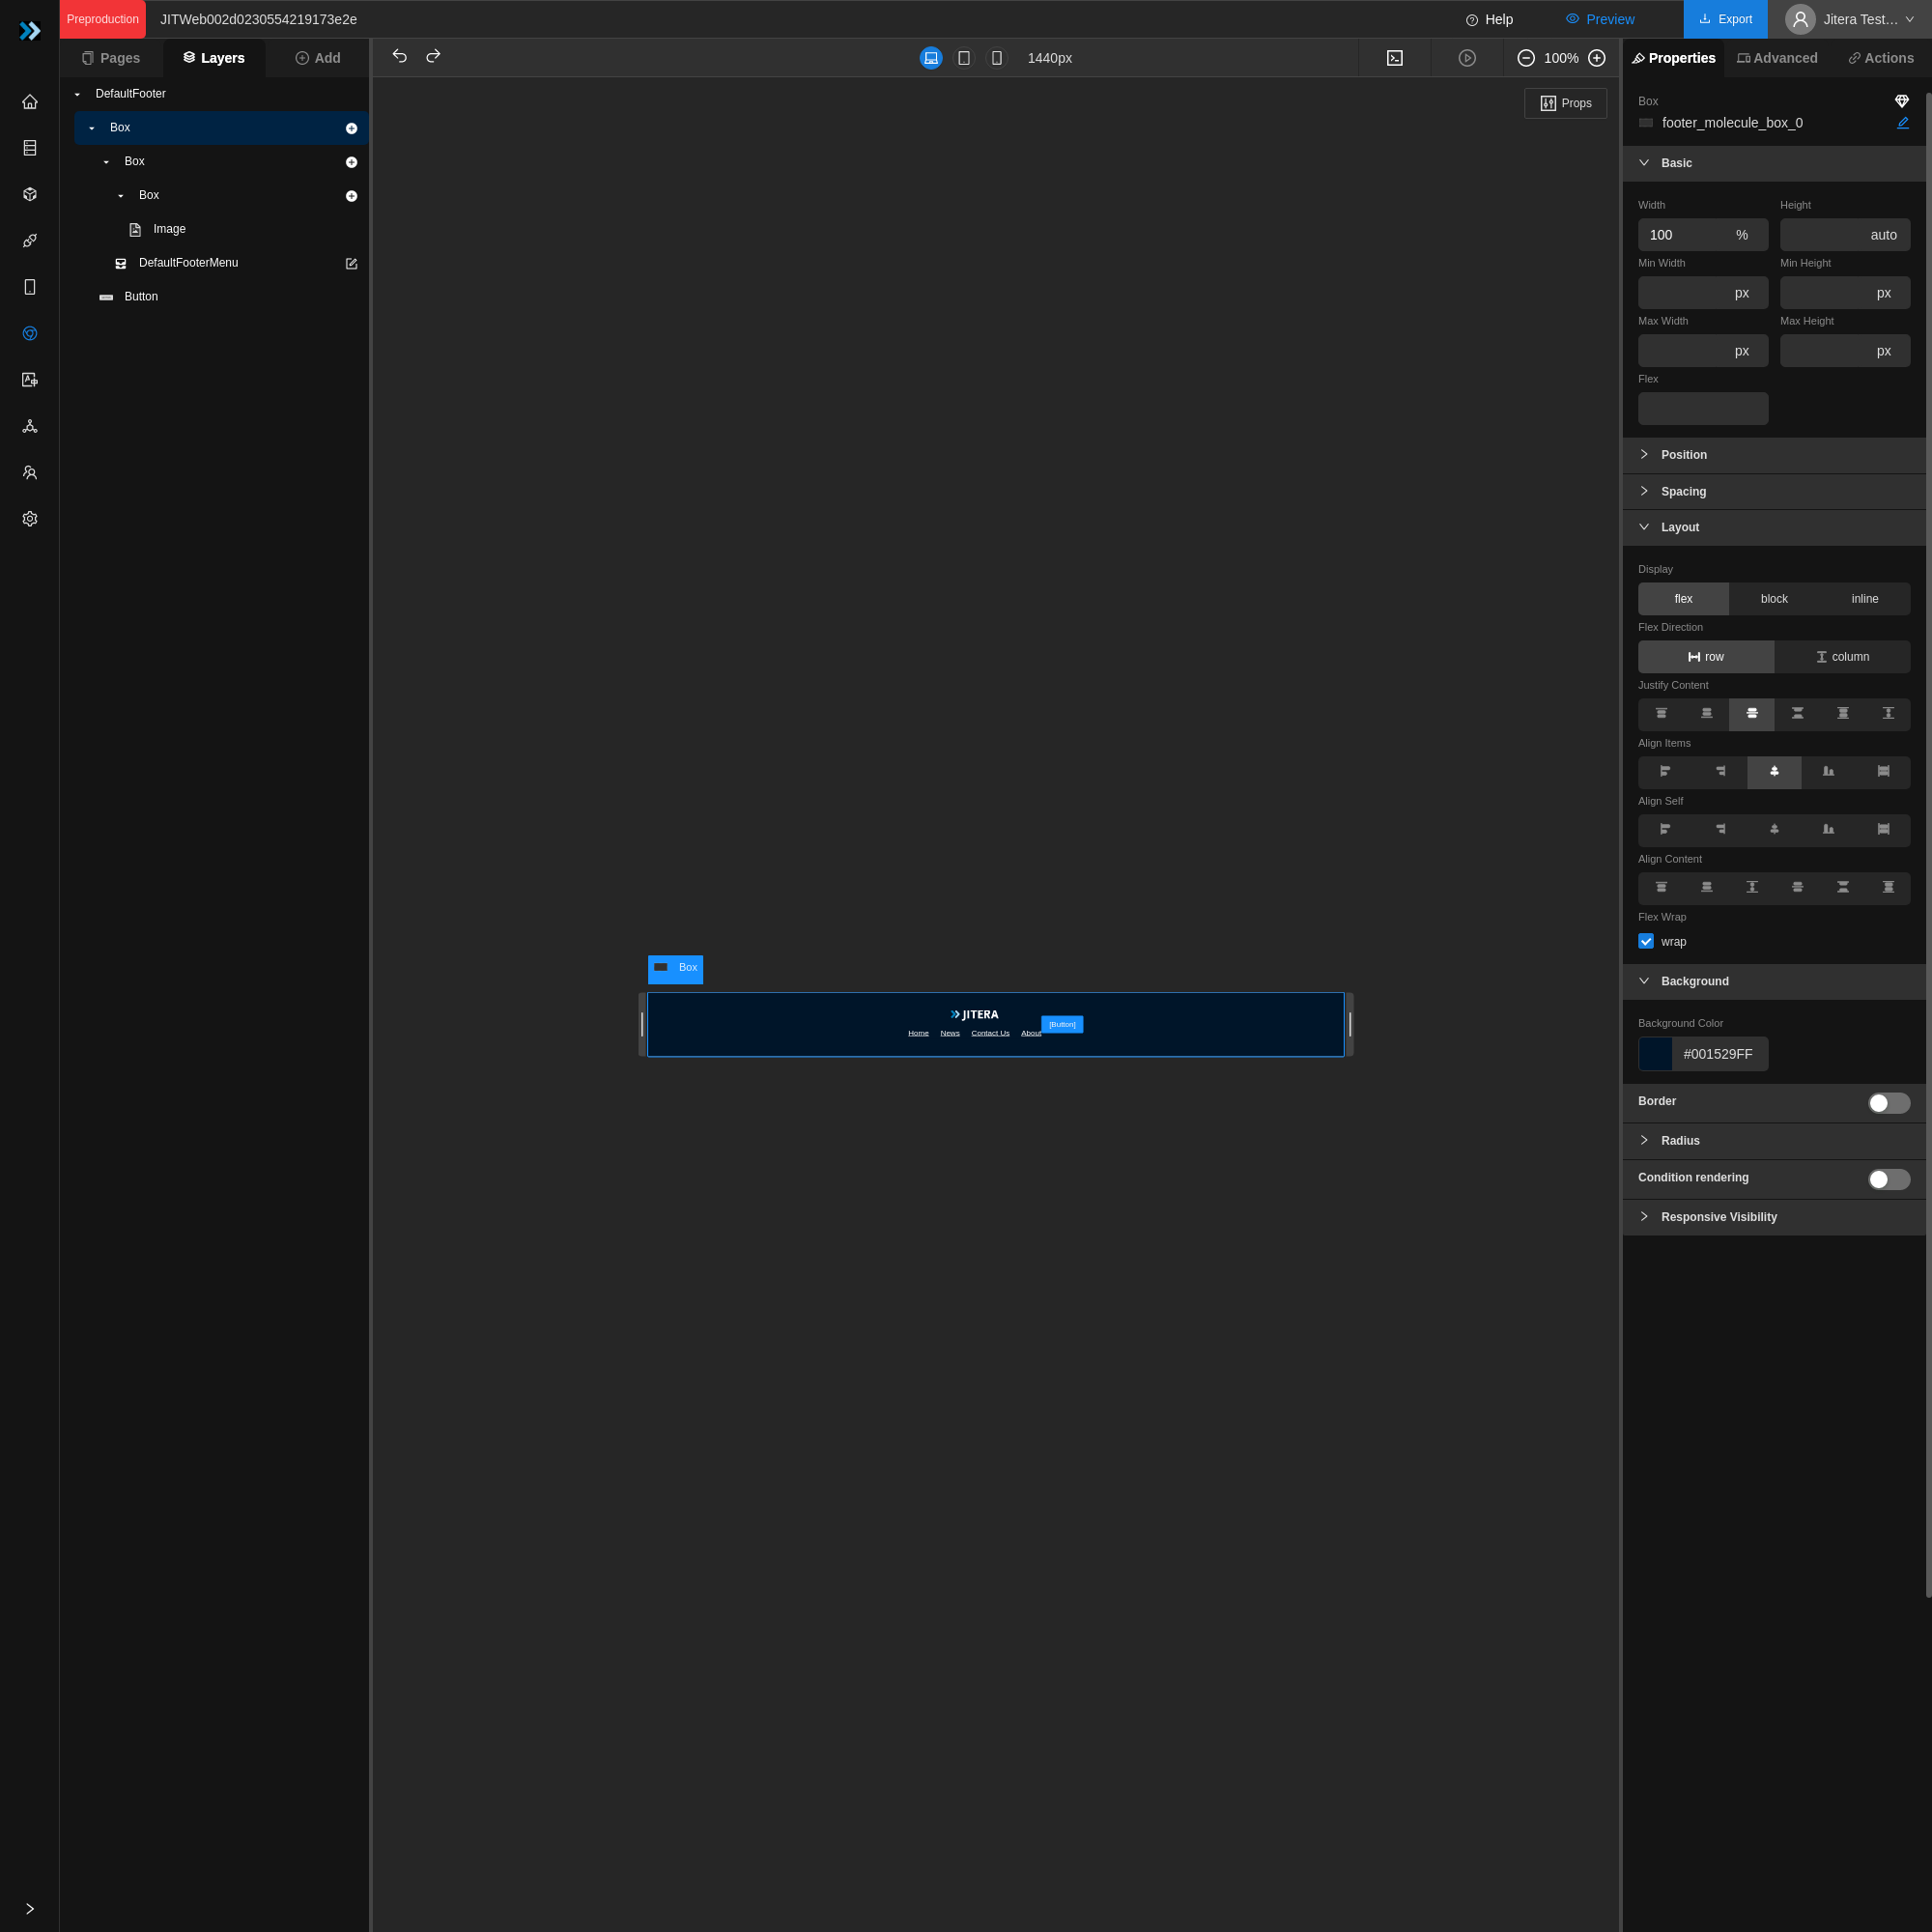 Preproduction
JITWeb002d0230554219173e2e
Help
Preview
Export
Jitera Test...
Pages
Layers
Add
1440px
100%
Properties
Advanced
Actions
DefaultFooter
Box
Box
Box
Image
DefaultFooterMenu
Button
Props
Box
JITERA
Home News Contact Us About
[Button]
Box
footer_molecule_box_0
Basic
Width
Height
100 %
auto
Min Width
Min Height
px
px
Max Width
Max Height
px
px
Flex
Position
Spacing
Layout
Display
flex
block
inline
Flex Direction
row
column
Justify Content
Align Items
Align Self
Align Content
Flex Wrap
wrap
Background
Background Color
#001529FF
Border
Radius
Condition rendering
Responsive Visibility